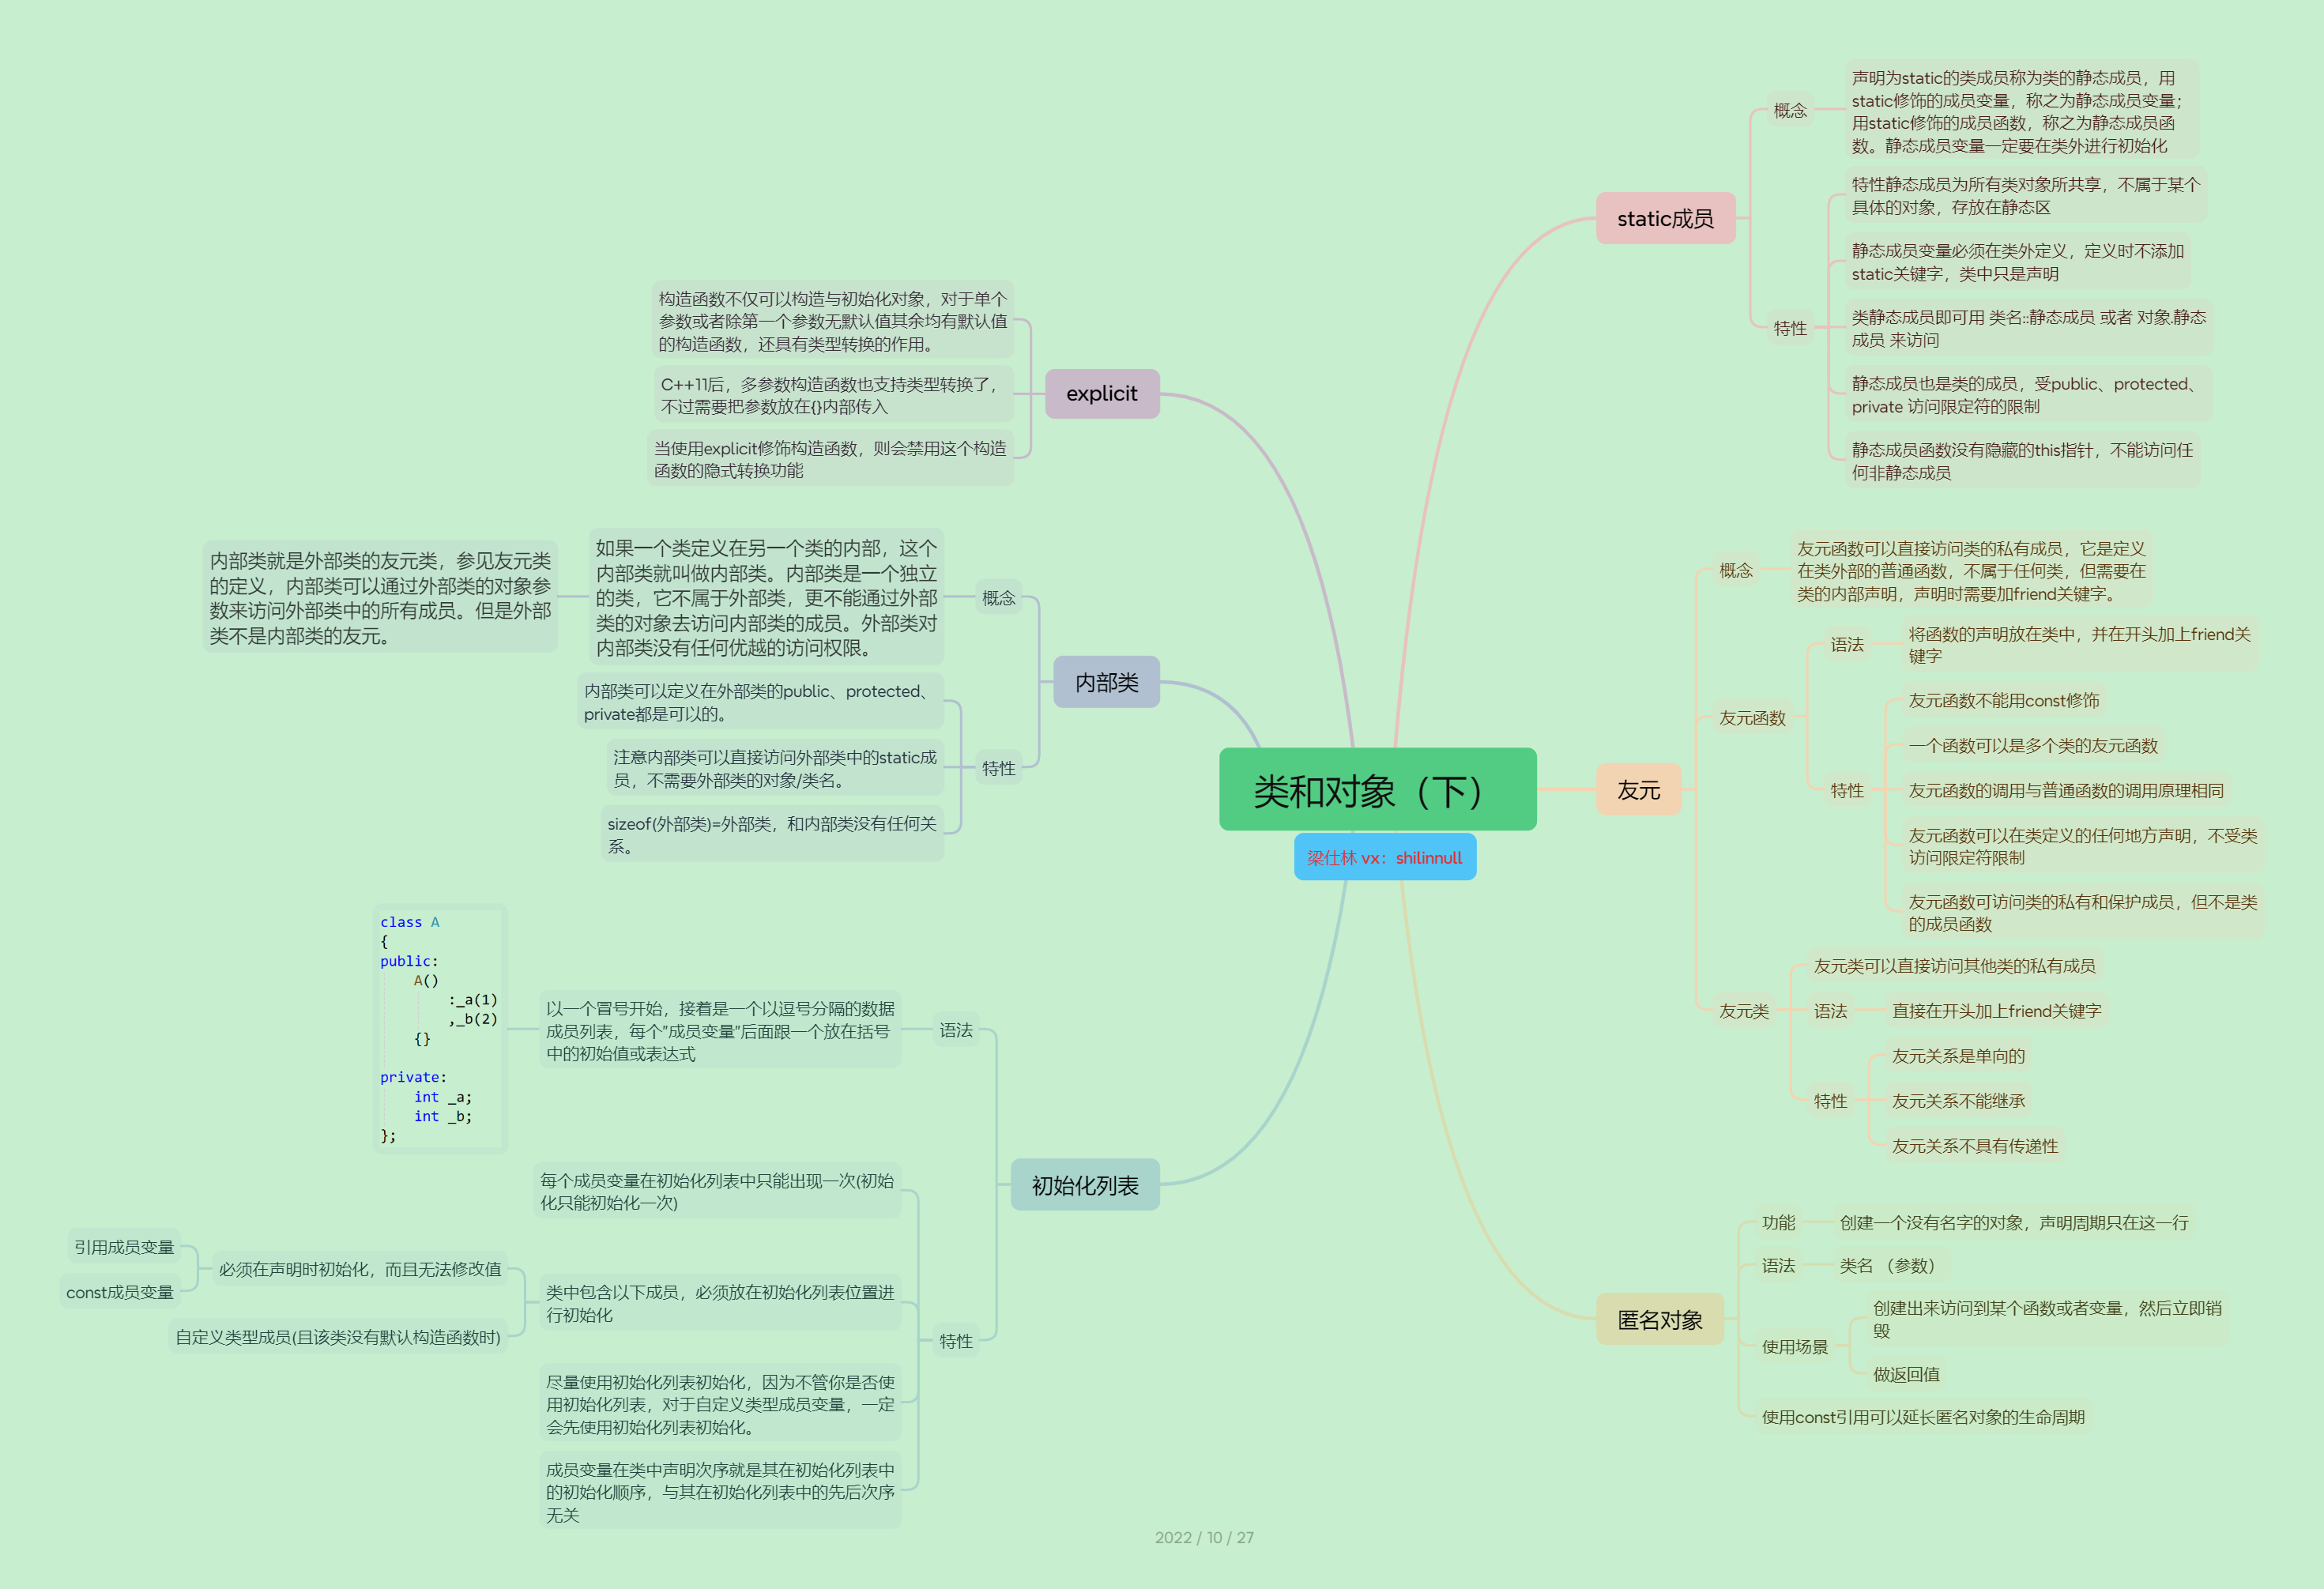 类和对象（下）
梁仕林 vx：shilinnull
static成员
概念
声明为static的类成员称为类的静态成员，用
static修饰的成员变量，称之为静态成员变量；
用static修饰的成员函数，称之为静态成员函
数。静态成员变量一定要在类外进行初始化
特性
特性静态成员为所有类对象所共享，不属于某个
具体的对象，存放在静态区
静态成员变量必须在类外定义，定义时不添加
static关键字，类中只是声明
类静态成员即可用 类名::静态成员 或者 对象.静态
成员 来访问
静态成员也是类的成员，受public、protected、
private 访问限定符的限制
静态成员函数没有隐藏的this指针，不能访问任
何非静态成员
友元
概念
友元函数可以直接访问类的私有成员，它是定义
在类外部的普通函数，不属于任何类，但需要在
类的内部声明，声明时需要加friend关键字。
友元函数
语法
将函数的声明放在类中，并在开头加上friend关
键字
特性
友元函数不能用const修饰
一个函数可以是多个类的友元函数
友元函数的调用与普通函数的调用原理相同
友元函数可以在类定义的任何地方声明，不受类
访问限定符限制
友元函数可访问类的私有和保护成员，但不是类
的成员函数
友元类
友元类可以直接访问其他类的私有成员
语法
直接在开头加上friend关键字
特性
友元关系是单向的
友元关系不能继承
友元关系不具有传递性
匿名对象
功能
创建一个没有名字的对象，声明周期只在这一行
语法
类名 （参数）
使用场景
创建出来访问到某个函数或者变量，然后立即销
毁
做返回值
使用const引用可以延长匿名对象的生命周期
explicit
构造函数不仅可以构造与初始化对象，对于单个
参数或者除第一个参数无默认值其余均有默认值
的构造函数，还具有类型转换的作用。
C++11后，多参数构造函数也支持类型转换了，
不过需要把参数放在{}内部传入
当使用explicit修饰构造函数，则会禁用这个构造
函数的隐式转换功能
内部类
概念
如果一个类定义在另一个类的内部，这个
内部类就叫做内部类。内部类是一个独立
的类，它不属于外部类，更不能通过外部
类的对象去访问内部类的成员。外部类对
内部类没有任何优越的访问权限。
内部类就是外部类的友元类，参见友元类
的定义，内部类可以通过外部类的对象参
数来访问外部类中的所有成员。但是外部
类不是内部类的友元。
特性
内部类可以定义在外部类的public、protected、
private都是可以的。
注意内部类可以直接访问外部类中的static成
员，不需要外部类的对象/类名。
sizeof(外部类)=外部类，和内部类没有任何关
系。
初始化列表
语法
以一个冒号开始，接着是一个以逗号分隔的数据
成员列表，每个"成员变量"后面跟一个放在括号
中的初始值或表达式
class A
{
public:
A()
:_a(1)
,_b(2)
{}
private:
int _a;
int _b;
};
特性
每个成员变量在初始化列表中只能出现一次(初始
化只能初始化一次)
类中包含以下成员，必须放在初始化列表位置进
行初始化
必须在声明时初始化，而且无法修改值
引用成员变量
const成员变量
自定义类型成员(且该类没有默认构造函数时)
尽量使用初始化列表初始化，因为不管你是否使
用初始化列表，对于自定义类型成员变量，一定
会先使用初始化列表初始化。
成员变量在类中声明次序就是其在初始化列表中
的初始化顺序，与其在初始化列表中的先后次序
无关
2022 / 10 / 27